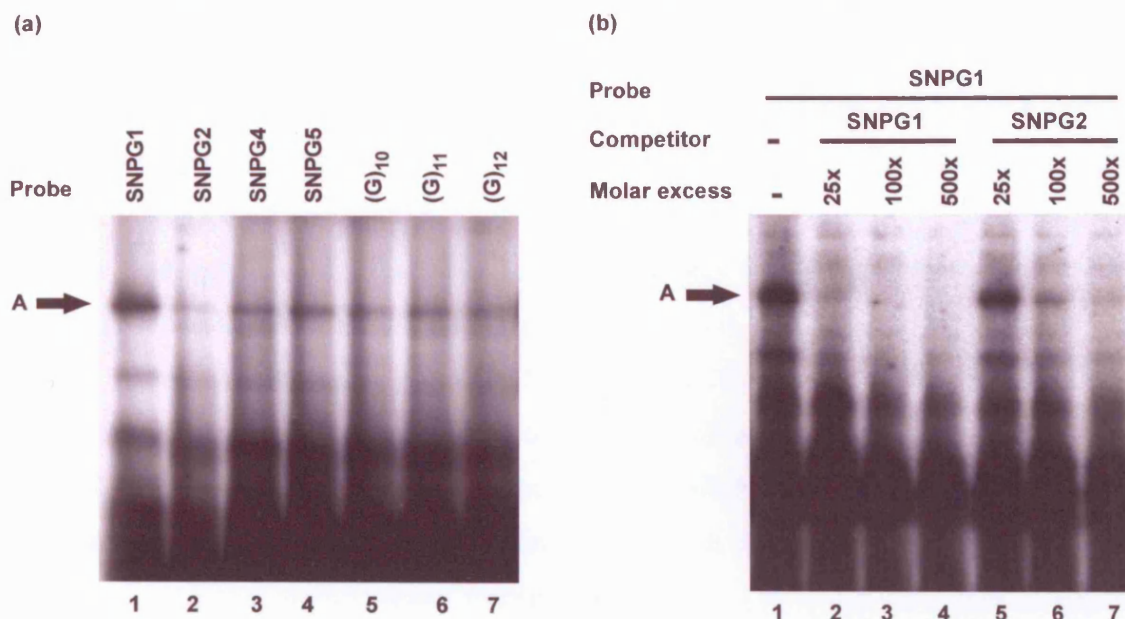 (a)
Probe SNPG1 SNPG2 SNPG4 SNPG5 (G)10 (G)11 (G)12
A
1 2 3 4 5 6 7
(b)
Probe SNPG1
Competitor - SNPG1 SNPG2
Molar excess - 25x 100x 500x 25x 100x 500x
A
1 2 3 4 5 6 7